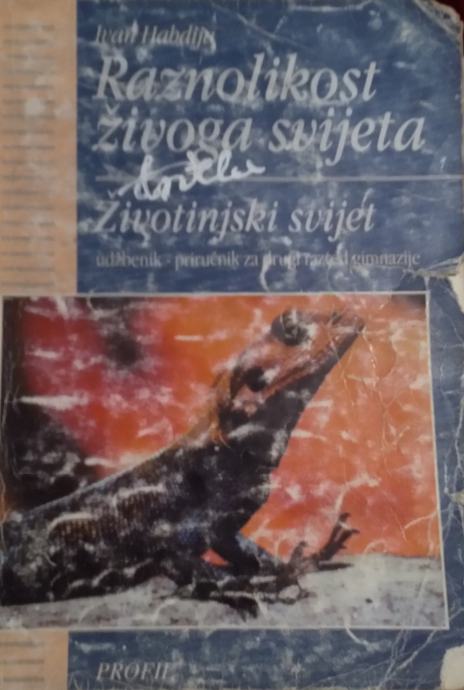 Ivan Habdija
Raznolikost
živoga svijeta
Životinjski svijet
udžbenik - priručnik za drugi razred gimnazije
PROFIL